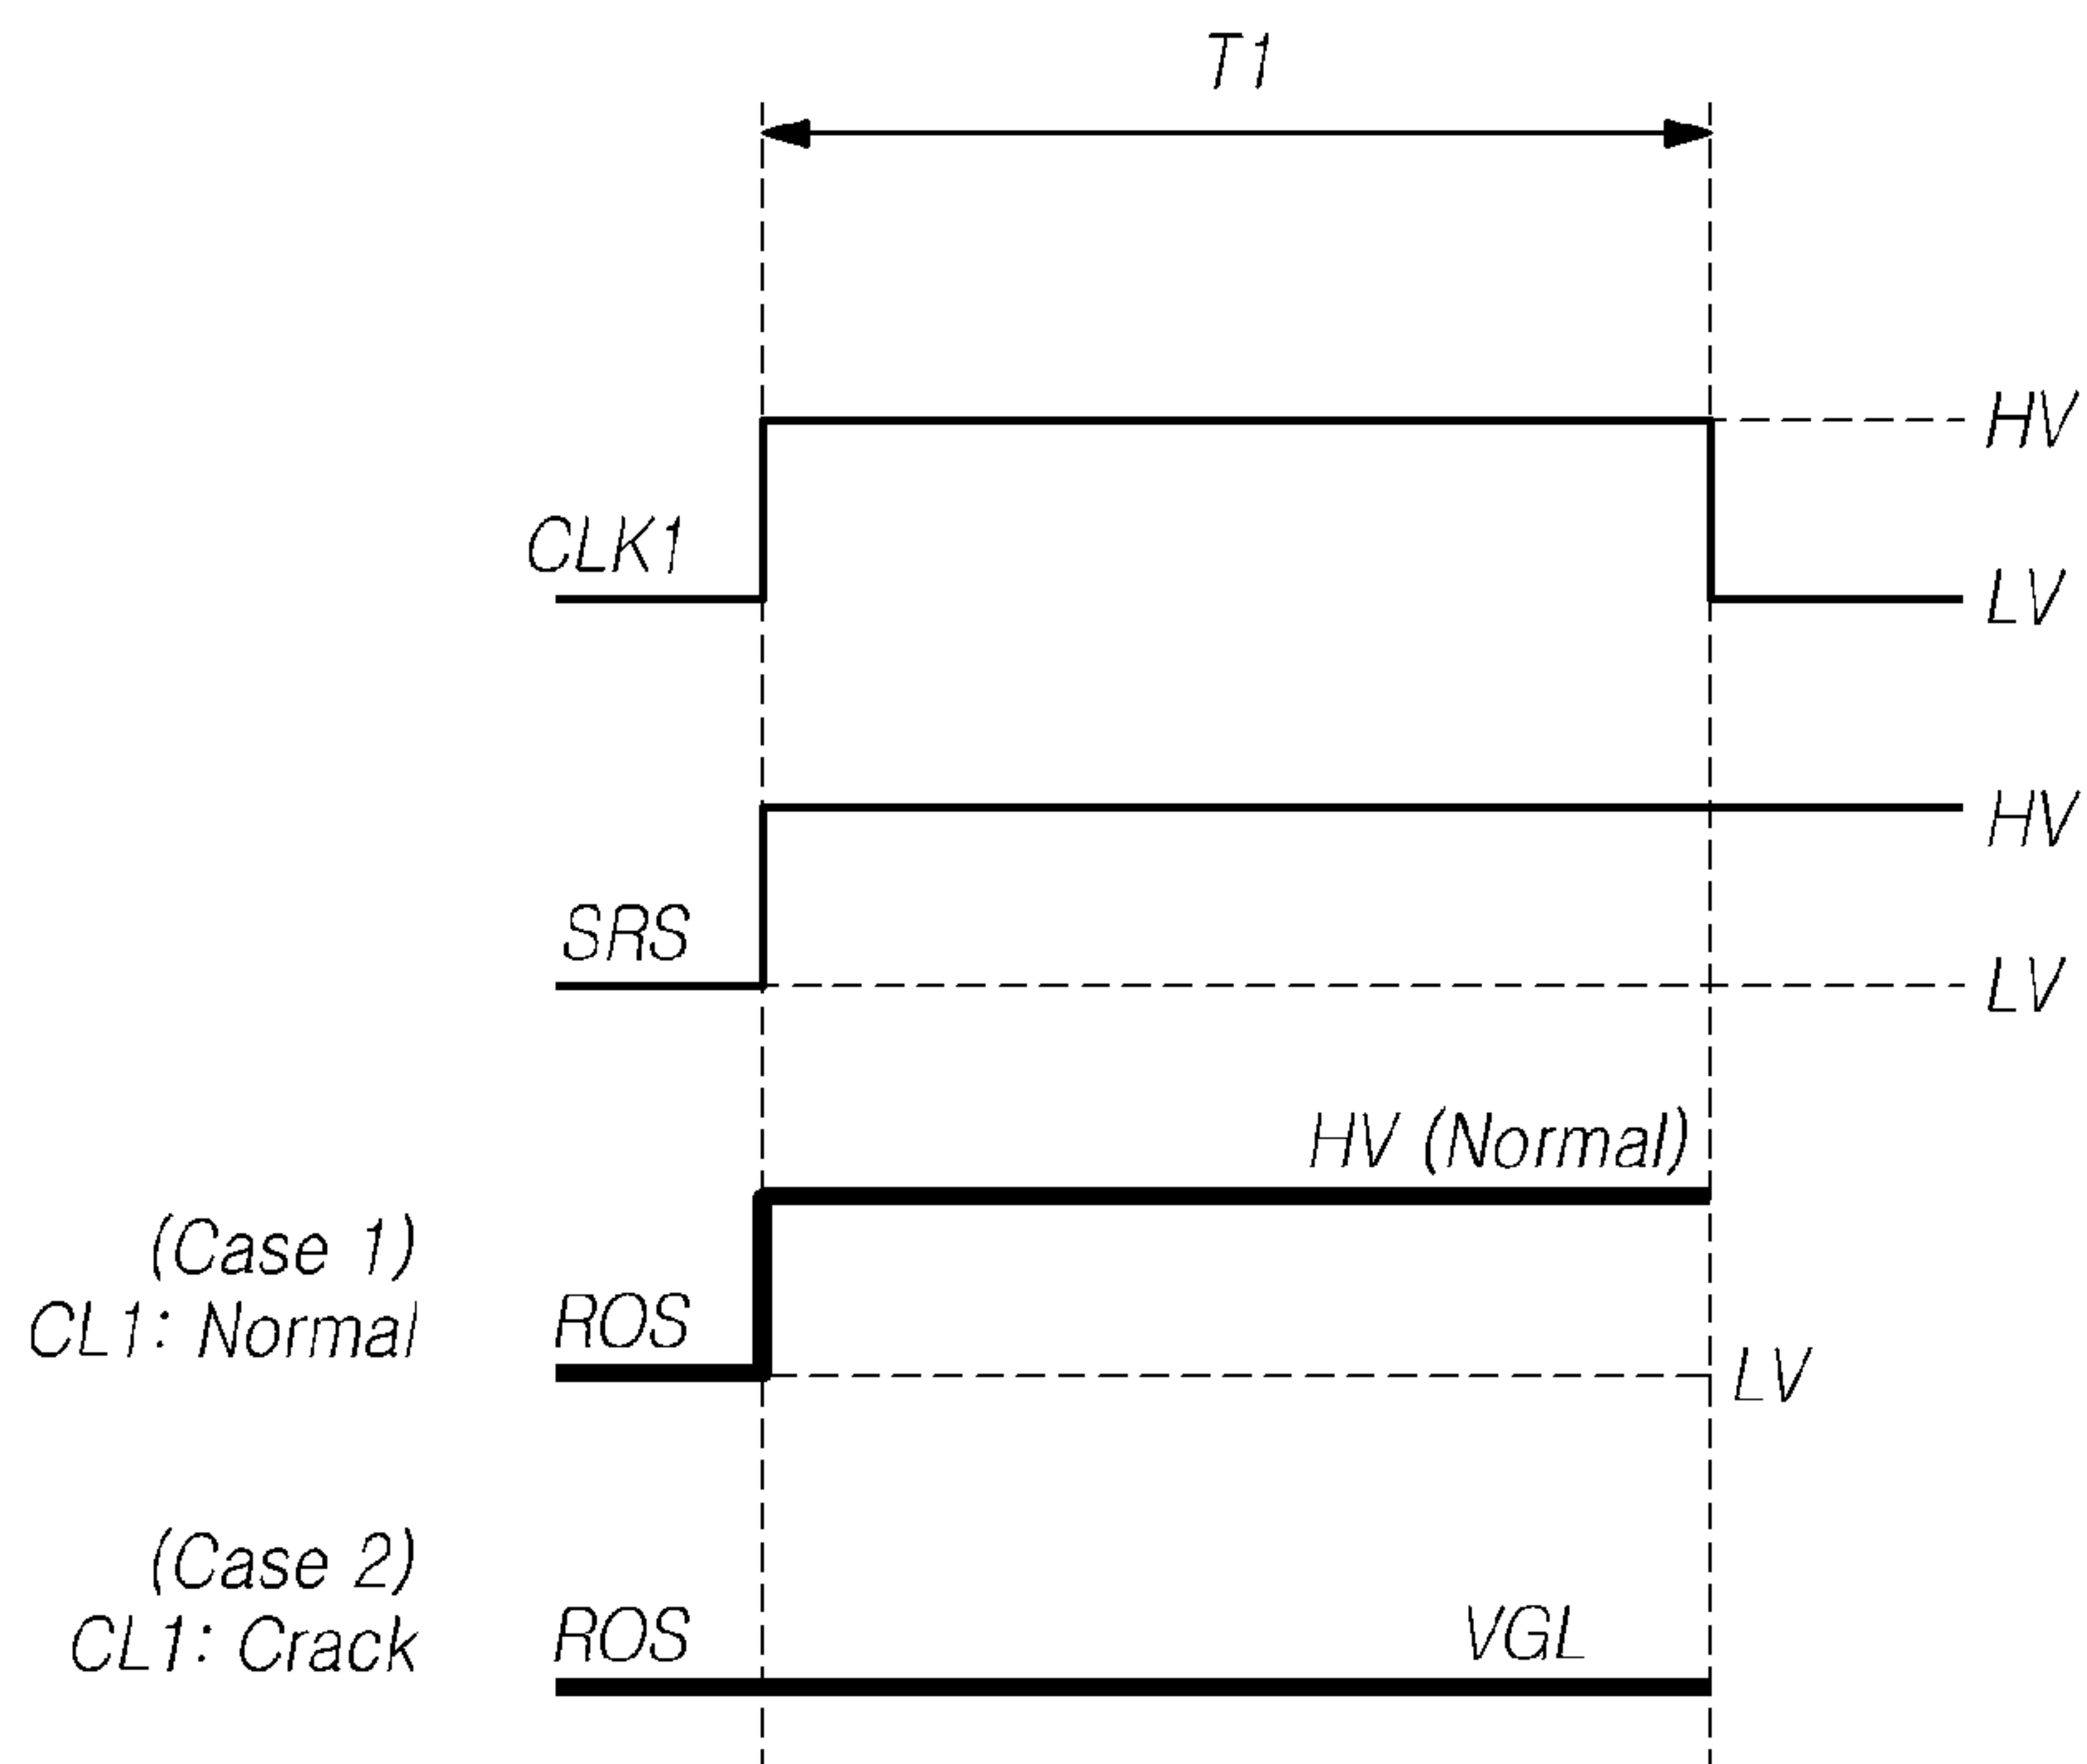 T1
HV
CLK1
LV
HV
SRS
LV
HV (Normal)
(Case 1)
CL1: Normal
ROS
LV
(Case 2)
CL1: Crack
ROS
VGL